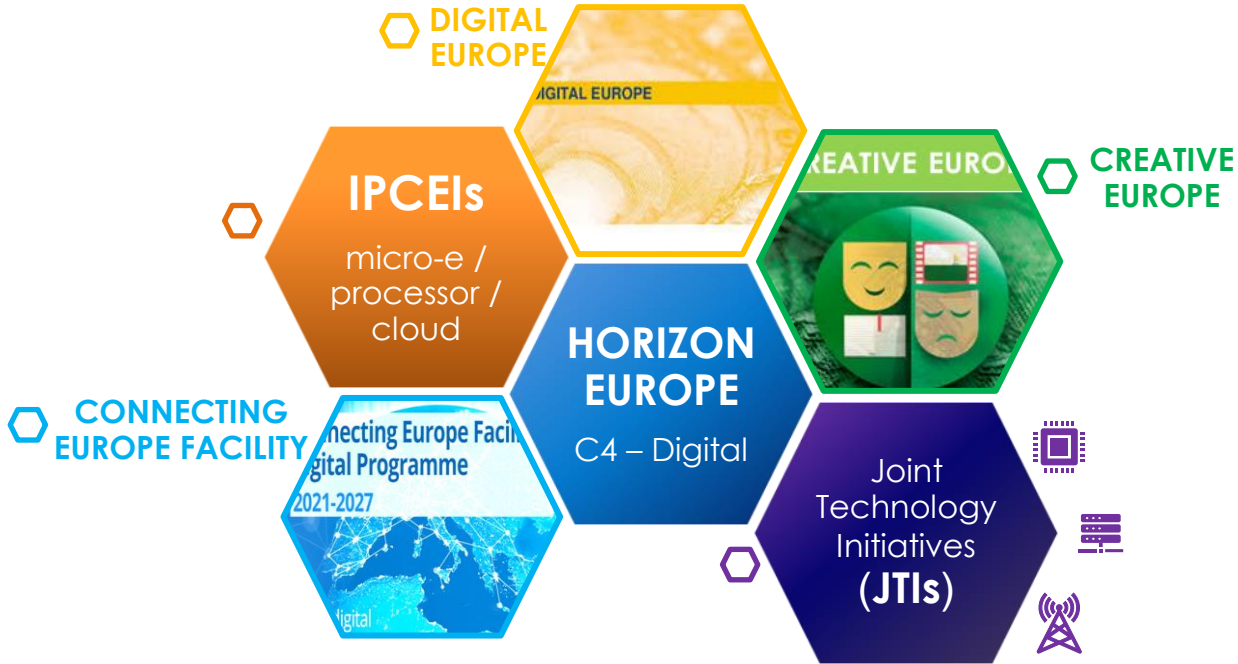 DIGITAL
EUROPE
IGITAL EUROPE
IPCEIs
micro-e /
processor /
cloud
REATIVE EURO
CREATIVE
EUROPE
HORIZON
EUROPE
C4 – Digital
CONNECTING
EUROPE FACILITY
necting Europe Facil
gital Programme
2021-2027
digital
Joint
Technology
Initiatives
(JTIs)